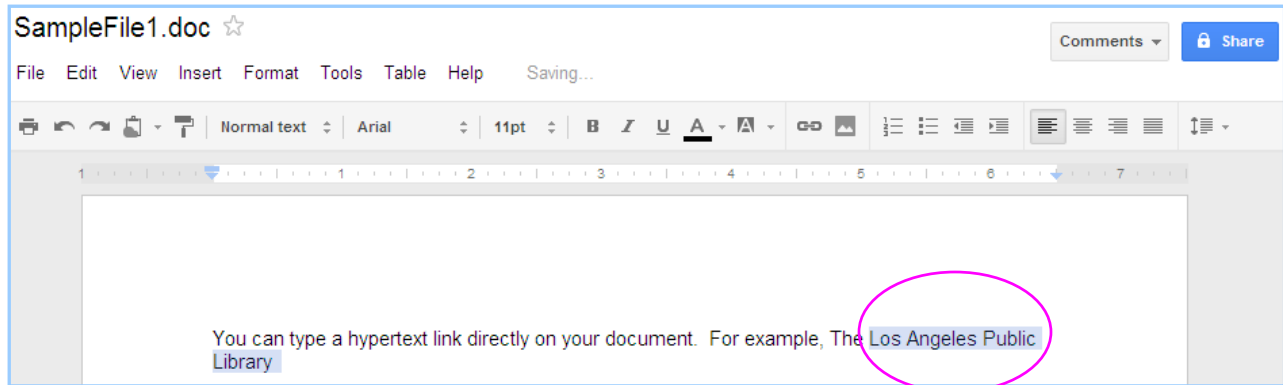 SampleFile1.doc
Comments Share
File Edit View Insert Format Tools Table Help Saving...
Normal text Arial 11pt B I U A A
1 1 2 3 4 5 6 7
You can type a hypertext link directly on your document.  For example, The Los Angeles Public
Library